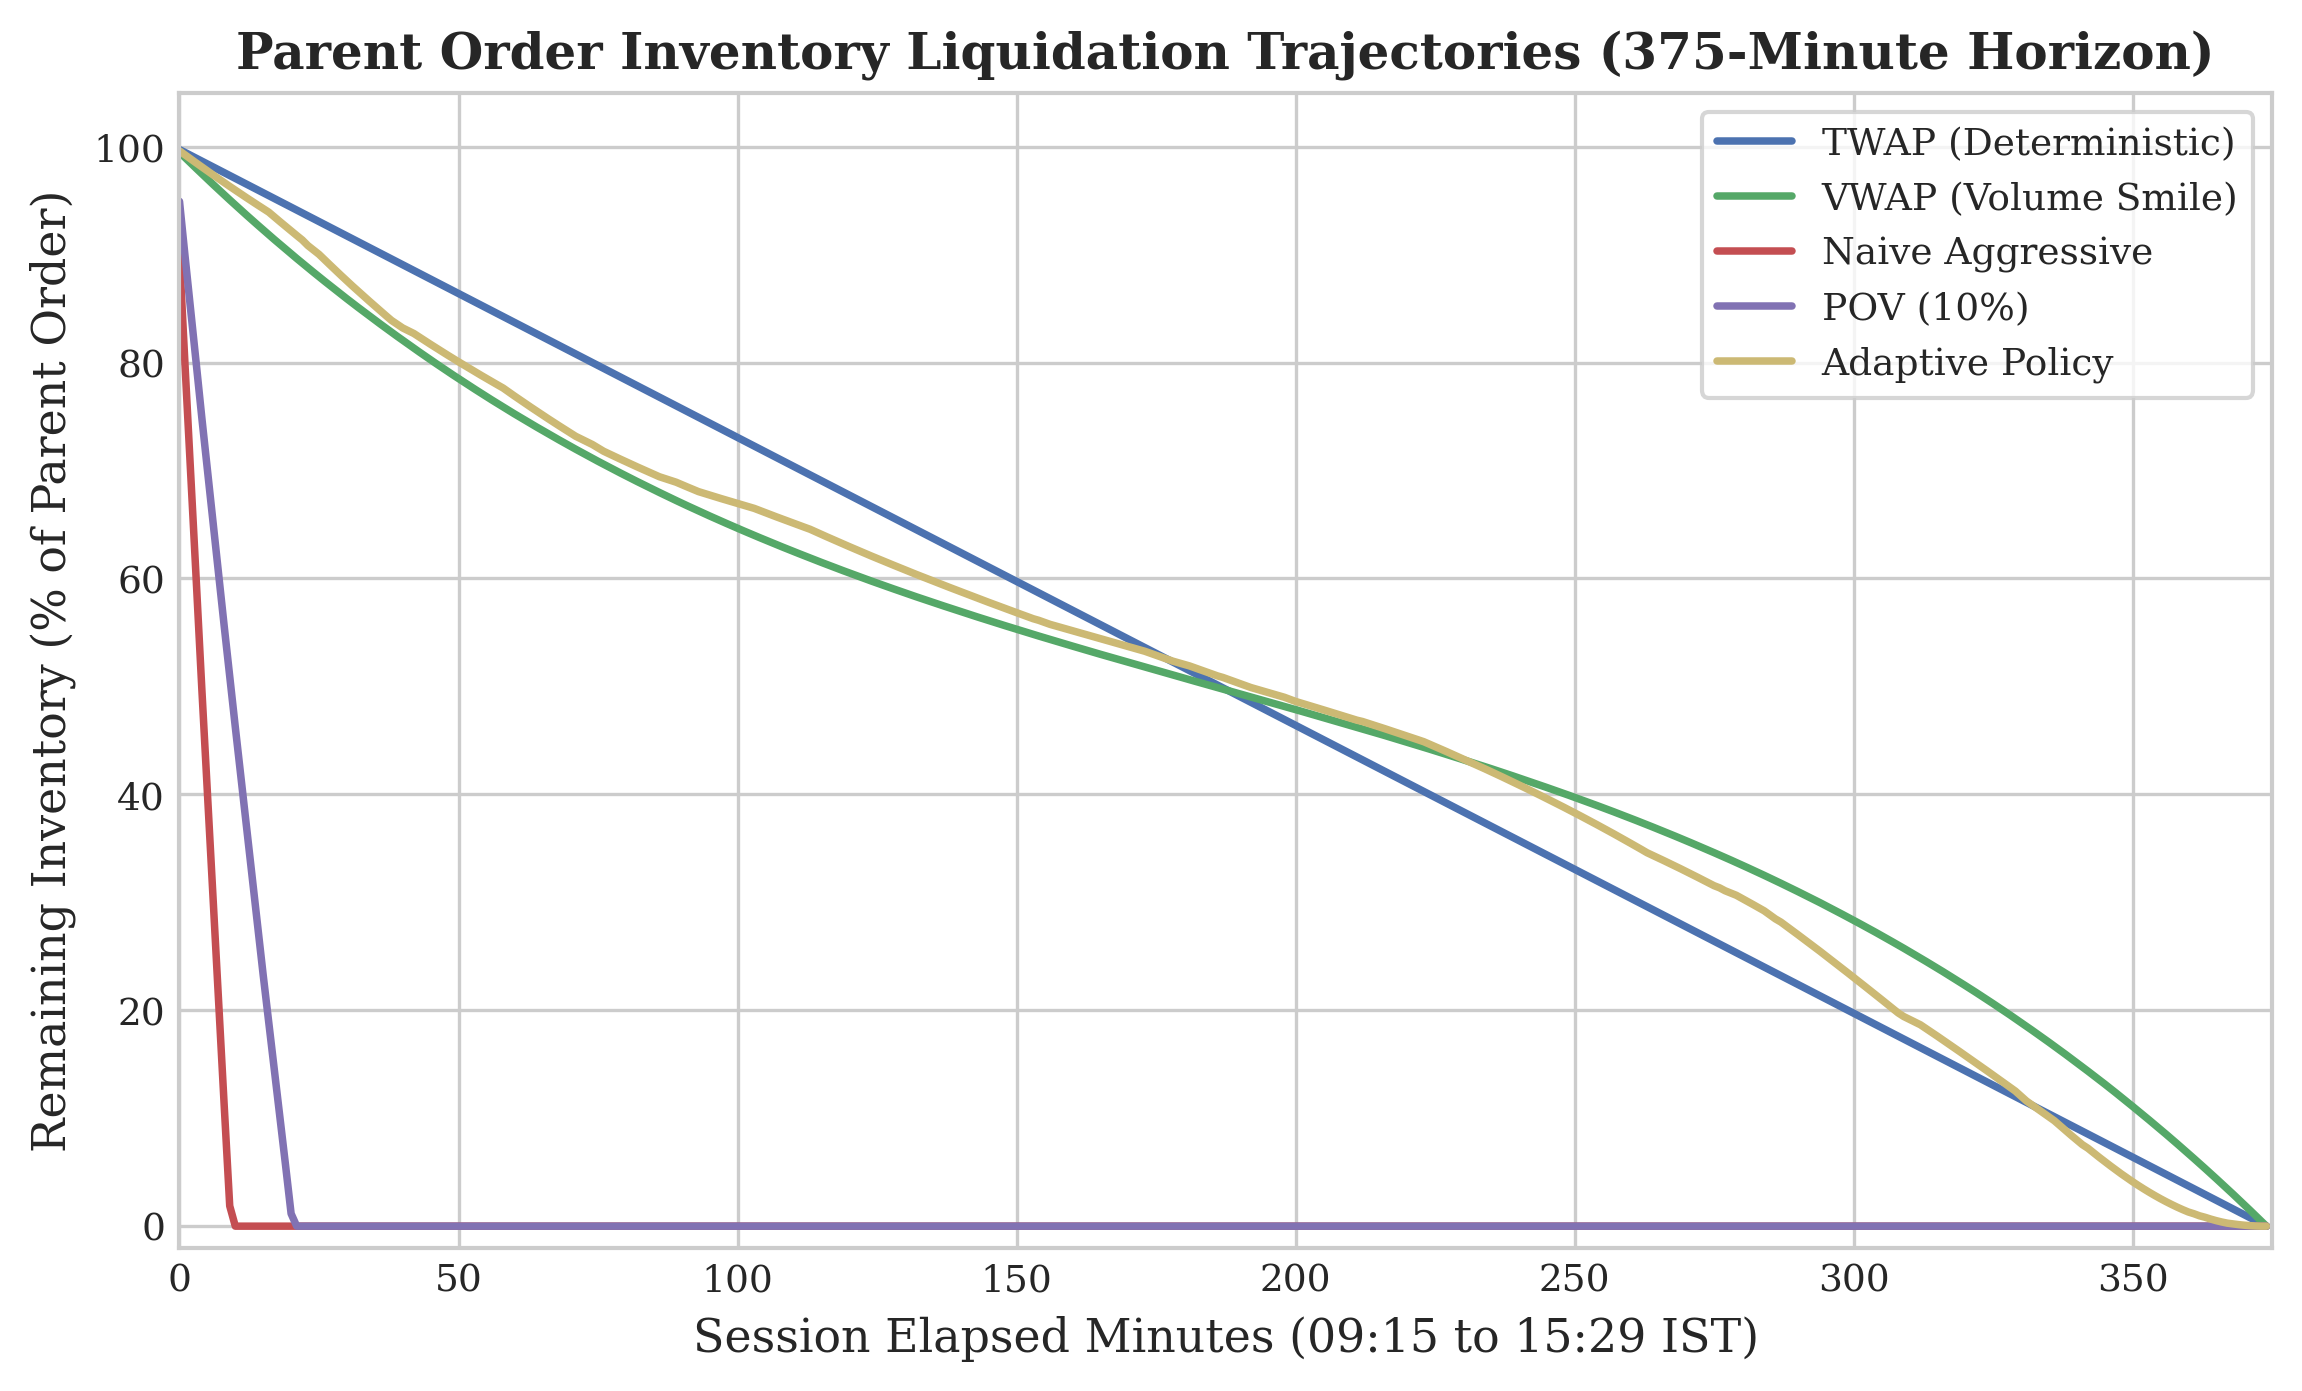 Parent Order Inventory Liquidation Trajectories (375-Minute Horizon)
TWAP (Deterministic)
VWAP (Volume Smile)
Naive Aggressive
POV (10%)
Adaptive Policy
Remaining Inventory (% of Parent Order)
100
80
60
40
20
0
0 50 100 150 200 250 300 350
Session Elapsed Minutes (09:15 to 15:29 IST)